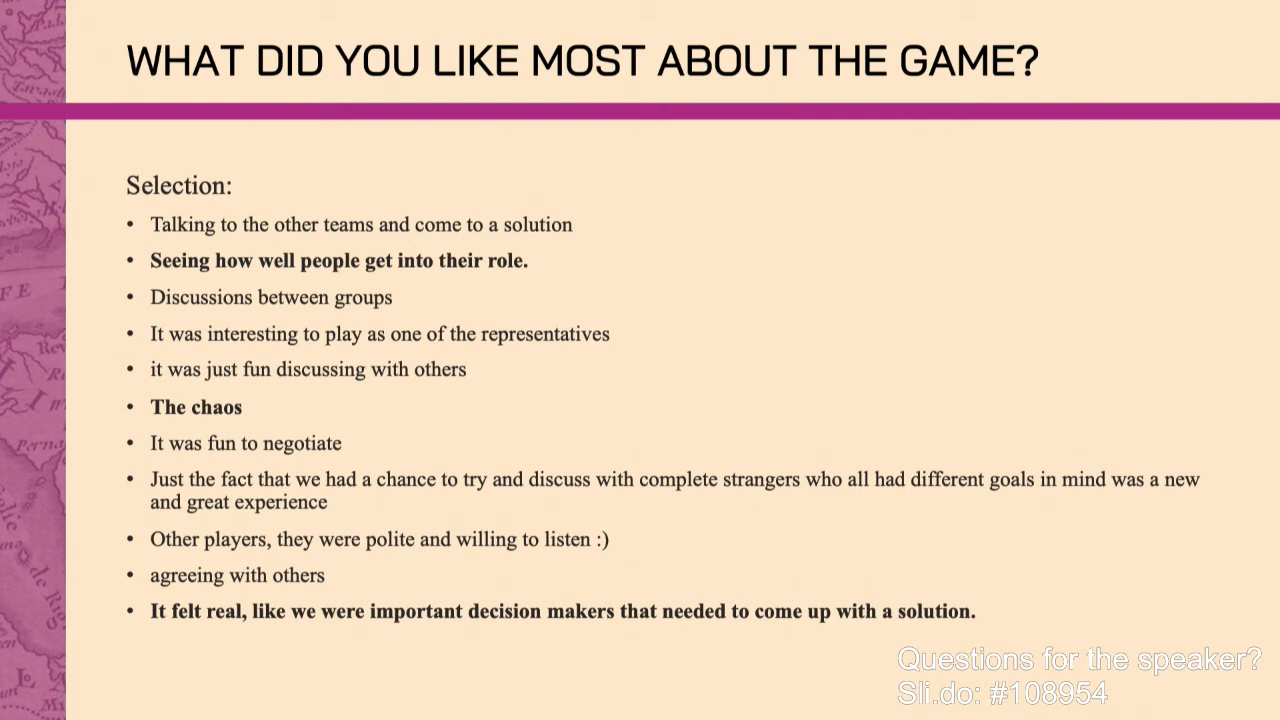 WHAT DID YOU LIKE MOST ABOUT THE GAME?
Selection:
• Talking to the other teams and come to a solution
• Seeing how well people get into their role.
• Discussions between groups
• It was interesting to play as one of the representatives
• it was just fun discussing with others
• The chaos
• It was fun to negotiate
• Just the fact that we had a chance to try and discuss with complete strangers who all had different goals in mind was a new
and great experience
• Other players, they were polite and willing to listen :)
• agreeing with others
• It felt real, like we were important decision makers that needed to come up with a solution.
Questions for the speaker?
Sli.do: #108954